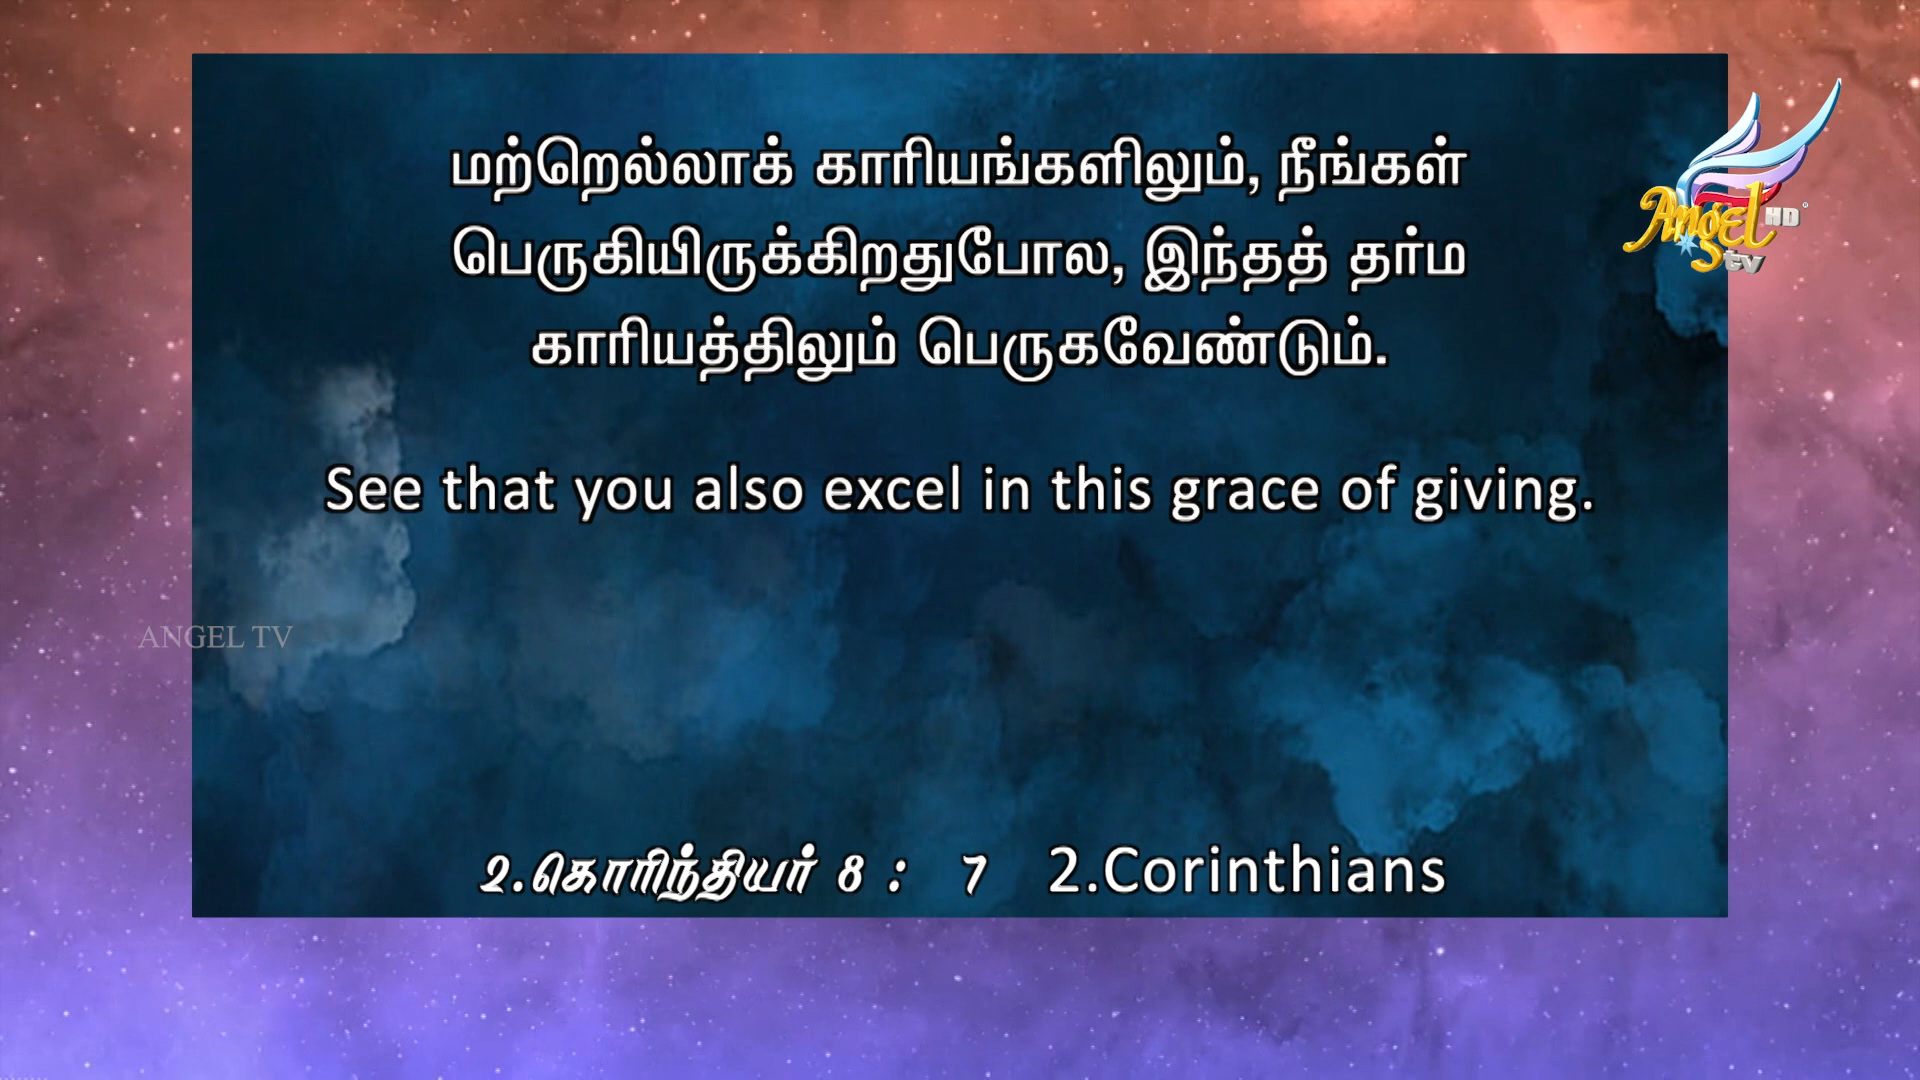 மற்றெல்லாக் காரியங்களிலும், நீங்கள்
பெருகியிருக்கிறதுபோல, இந்தத் தர்ம
காரியத்திலும் பெருகவேண்டும்.
See that you also excel in this grace of giving.
2.கொரிந்தியர் 8 : 7 2.Corinthians
Angel HD
tv
ANGEL TV